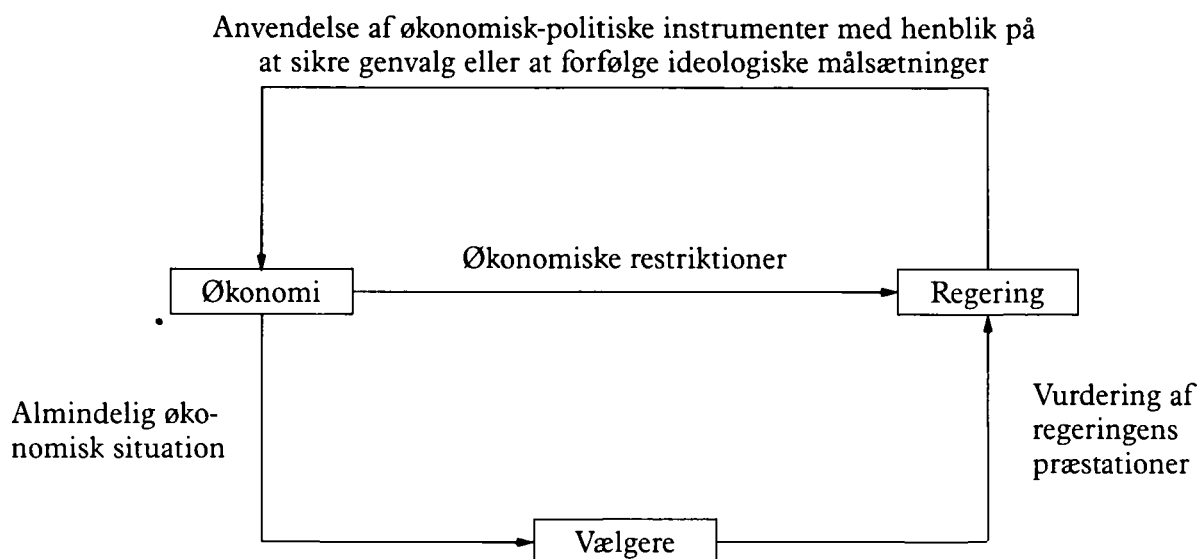 Anvendelse af økonomisk-politiske instrumenter med henblik på
at sikre genvalg eller at forfølge ideologiske målsætninger
Økonomiske restriktioner
Økonomi
Regering
Almindelig øko-
nomisk situation
Vurdering af
regeringens
præstationer
Vælgere